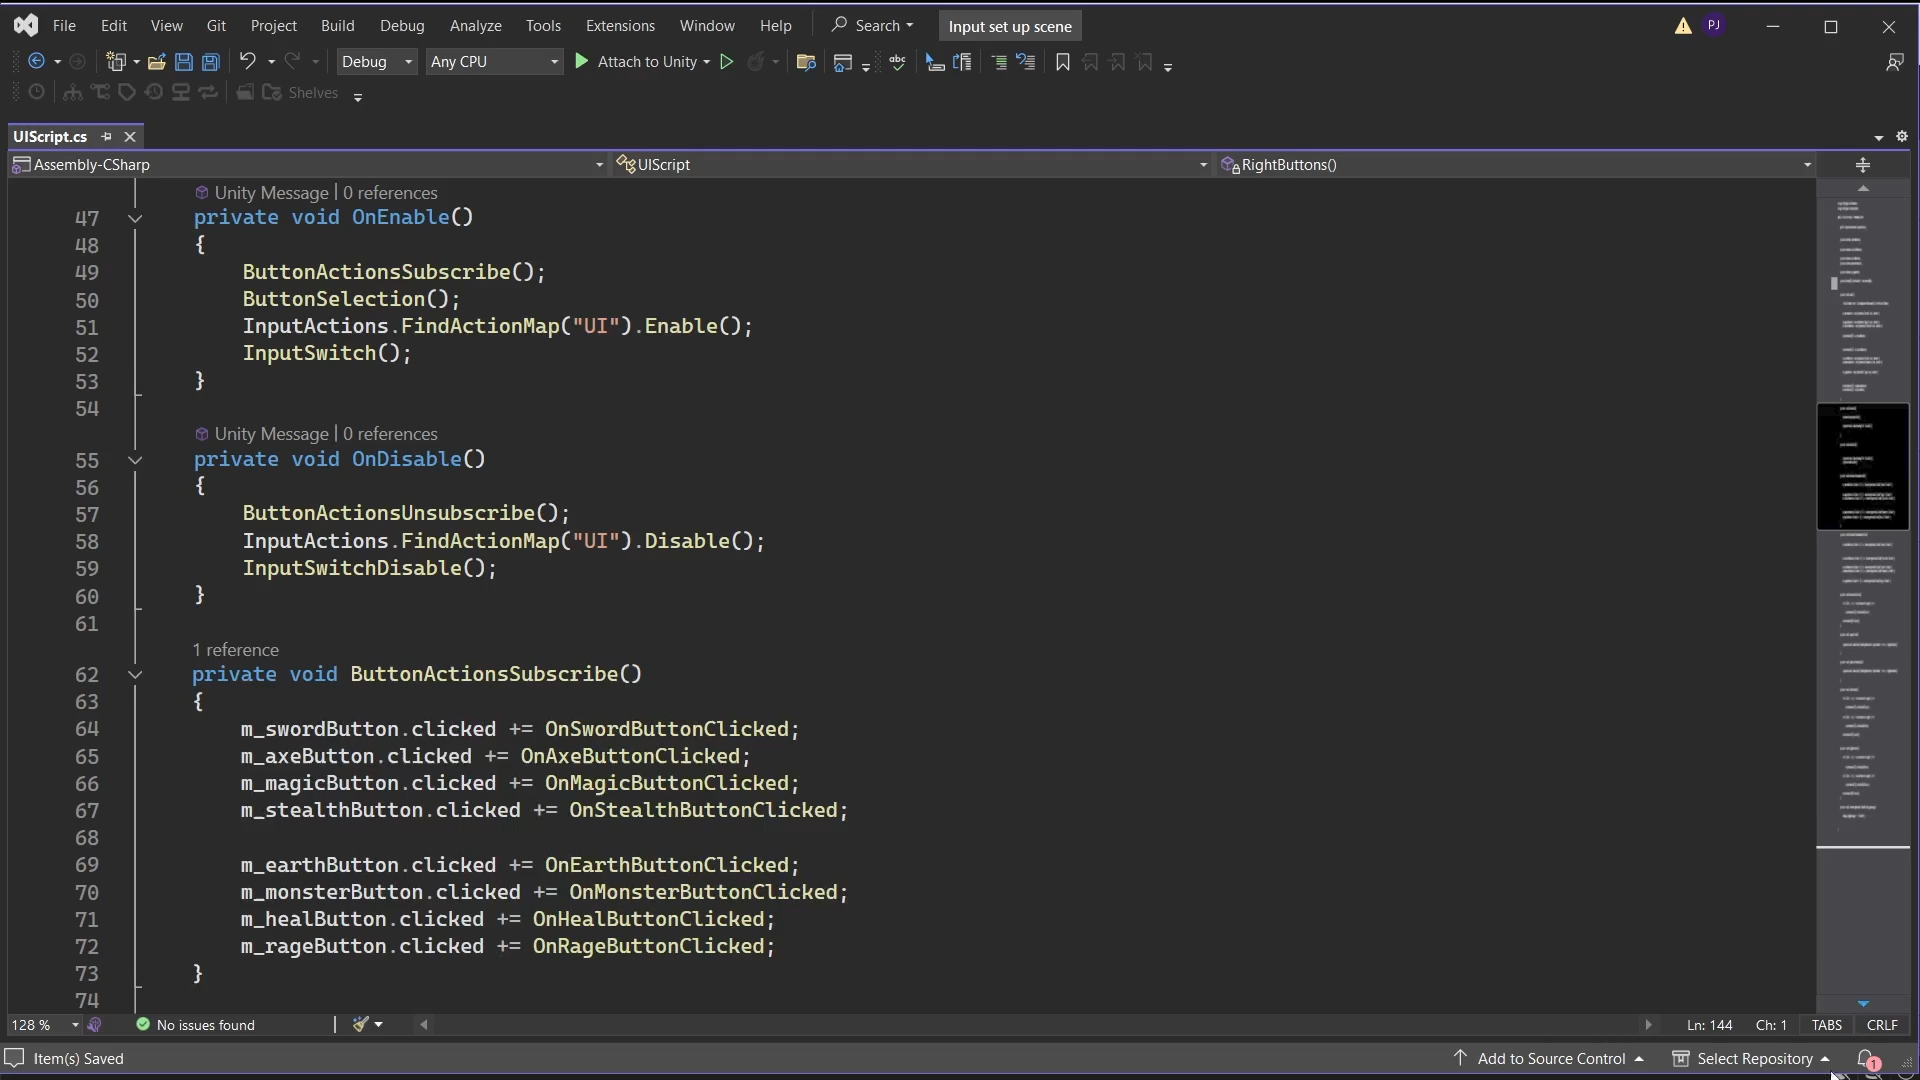 File Edit View Git Project Build Debug Analyze Tools Extensions Window Help Search Input set up scene PJ
Debug Any CPU Attach to Unity abc
Shelves
UIScript.cs
Assembly-CSharp UIScript RightButtons()
Unity Message | 0 references
47 private void OnEnable()
48 {
49 ButtonActionsSubscribe();
50 ButtonSelection();
51 InputActions.FindActionMap("UI").Enable();
52 InputSwitch();
53 }
54
Unity Message | 0 references
55 private void OnDisable()
56 {
57 ButtonActionsUnsubscribe();
58 InputActions.FindActionMap("UI").Disable();
59 InputSwitchDisable();
60 }
61
1 reference
62 private void ButtonActionsSubscribe()
63 {
64 m_swordButton.clicked += OnSwordButtonClicked;
65 m_axeButton.clicked += OnAxeButtonClicked;
66 m_magicButton.clicked += OnMagicButtonClicked;
67 m_stealthButton.clicked += OnStealthButtonClicked;
68
69 m_earthButton.clicked += OnEarthButtonClicked;
70 m_monsterButton.clicked += OnMonsterButtonClicked;
71 m_healButton.clicked += OnHealButtonClicked;
72 m_rageButton.clicked += OnRageButtonClicked;
73 }
74
128 % No issues found Ln: 144 Ch: 1 TABS CRLF
Item(s) Saved Add to Source Control Select Repository 1